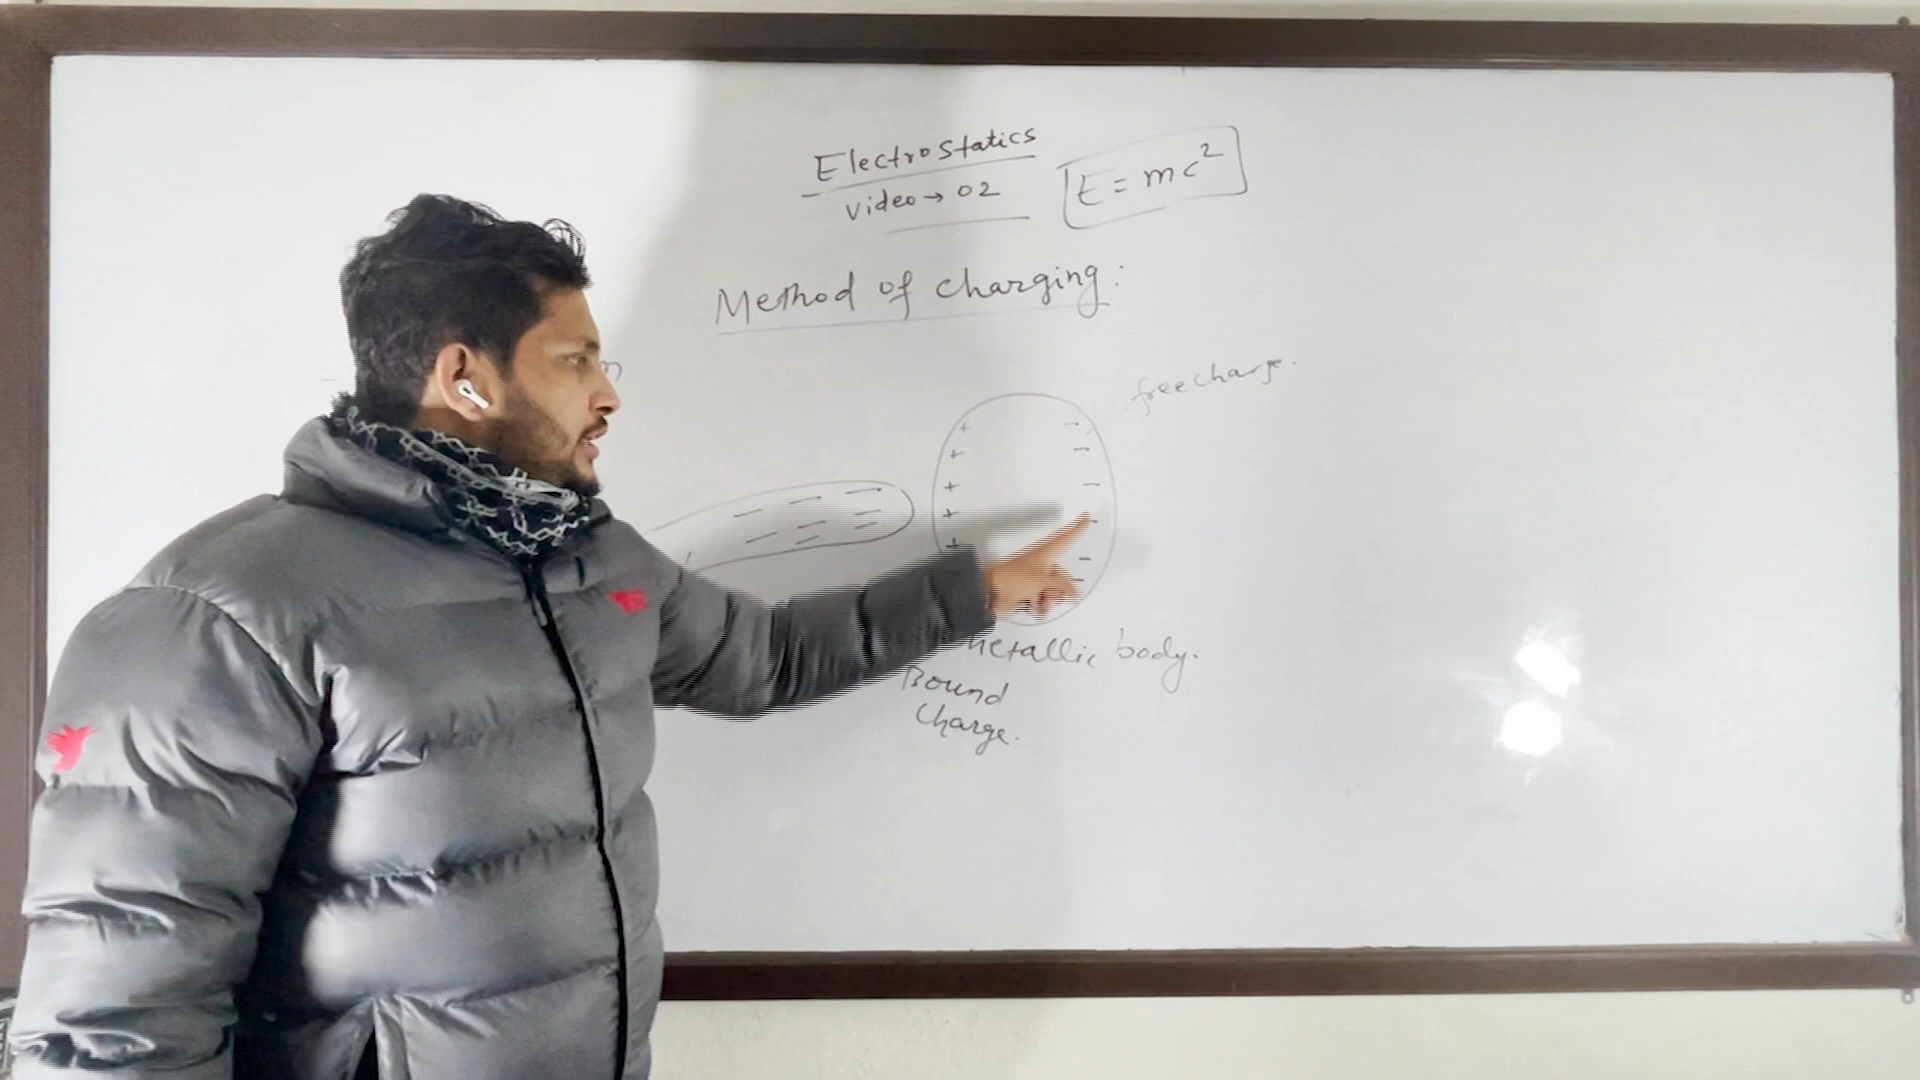 Electrostatics
Video → 02
E = mc²
Method of charging:
free charge.
+ −
+ −
+ −
+ −
+ −
−
Metallic body.
Bound
Charge.